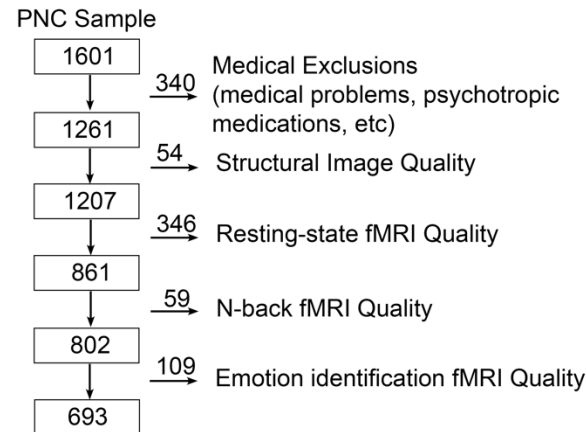 PNC Sample
1601
340
Medical Exclusions
(medical problems, psychotropic
medications, etc)
1261
54
Structural Image Quality
1207
346
Resting-state fMRI Quality
861
59
N-back fMRI Quality
802
109
Emotion identification fMRI Quality
693